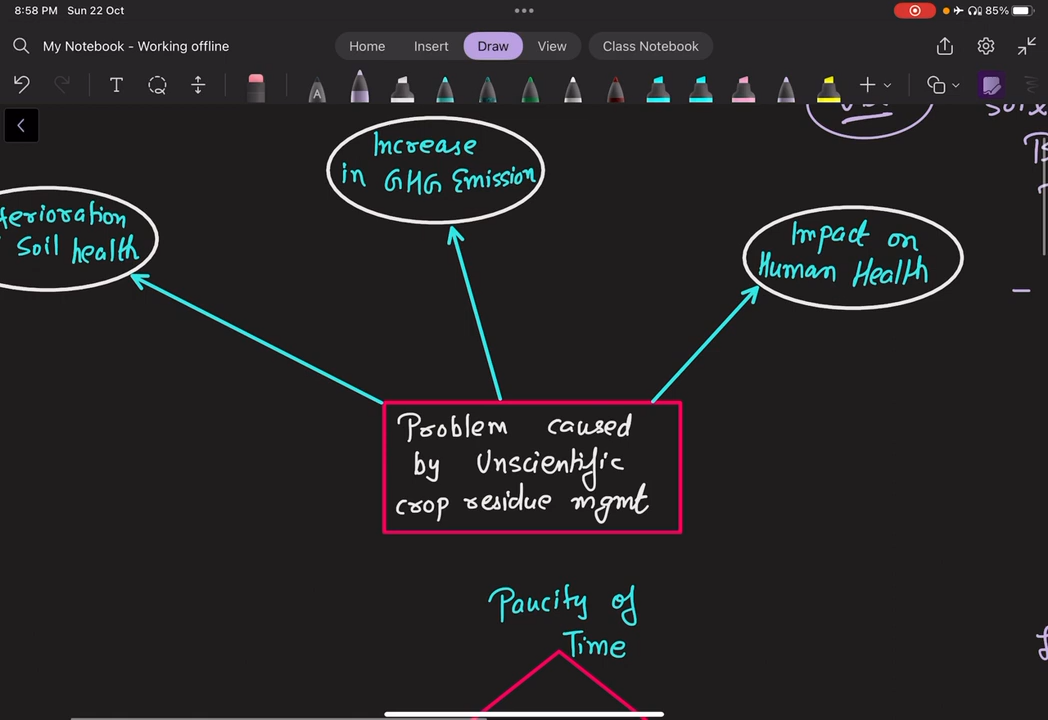 8:58 PM Sun 22 Oct
85%
My Notebook - Working offline
Home Insert Draw View Class Notebook
T
A
Increase
in GHG Emission
terioration
Soil health
Impact on
Human Health
Problem caused
by Unscientific
crop residue mgmt
Paucity of
Time